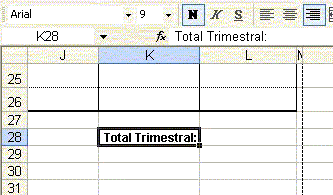 Arial 9 N K S
K28 fx Total Trimestral:
J K L M
25
26
27
28 Total Trimestral:
29
30
31